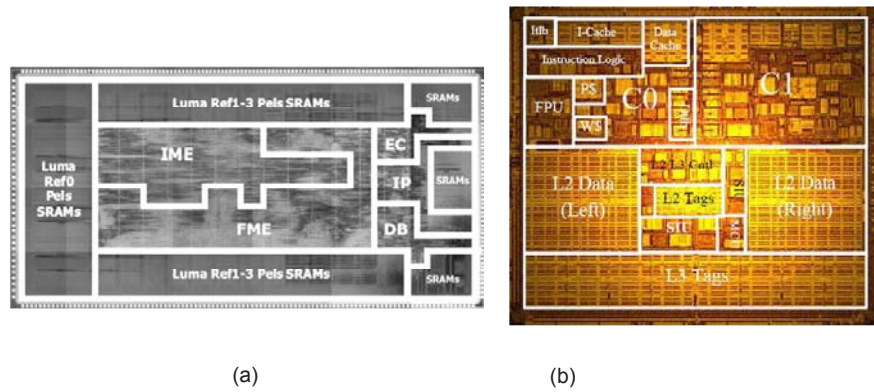 Luma Ref1-3 Pels SRAMs
SRAMs
Luma
Ref0
Pels
SRAMs
IME
EC
IP
SRAMs
FME
DB
Luma Ref1-3 Pels SRAMs
SRAMs
(a)
Itlb
I-Cache
Data
Cache
Instruction Logic
FPU
P$
C0
C1
W$
L2 Data
(Left)
L2 L3 Cntl
L2 Tags
SIU
MCU
L2 Data
(Right)
L3 Tags
(b)